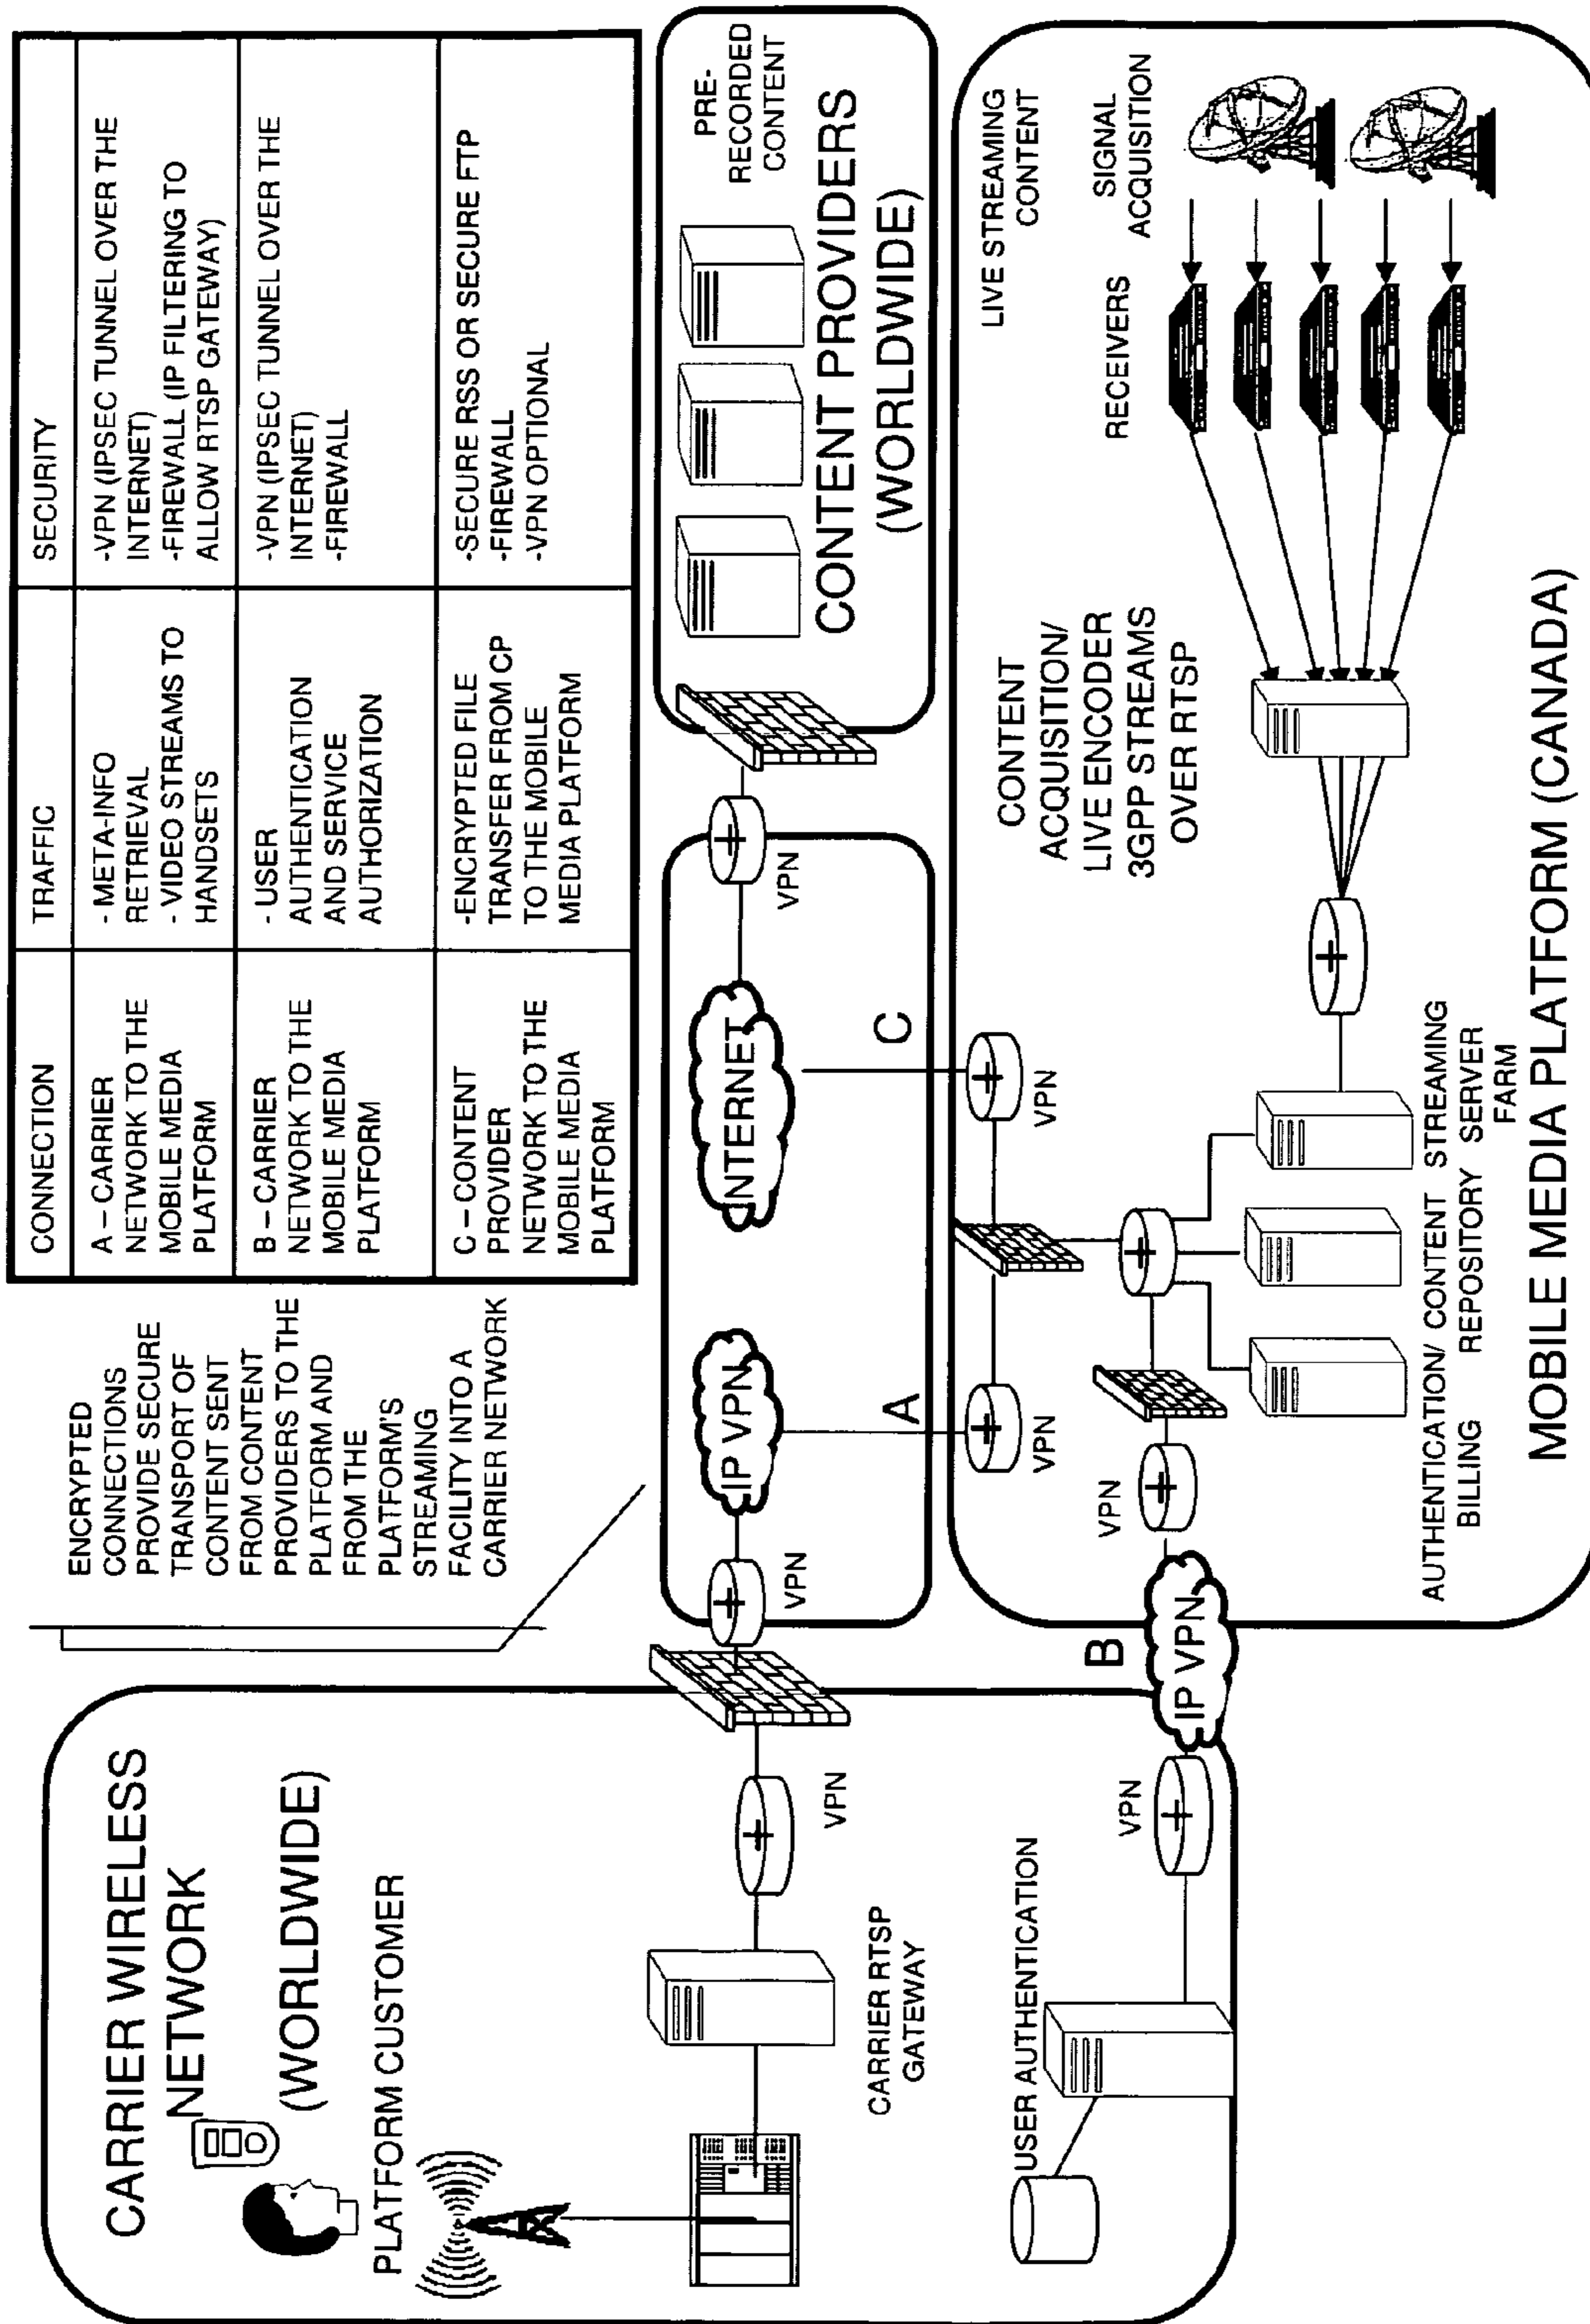 CARRIER WIRELESS
NETWORK
(WORLDWIDE)
PLATFORM CUSTOMER
CARRIER RTSP
GATEWAY
VPN
USER AUTHENTICATION
VPN
ENCRYPTED
CONNECTIONS
PROVIDE SECURE
TRANSPORT OF
CONTENT SENT
FROM CONTENT
PROVIDERS TO THE
PLATFORM AND
FROM THE
PLATFORM'S
STREAMING
FACILITY INTO A
CARRIER NETWORK
CONNECTION
TRAFFIC
SECURITY
A – CARRIER
NETWORK TO THE
MOBILE MEDIA
PLATFORM
- META-INFO
RETRIEVAL
- VIDEO STREAMS TO
HANDSETS
-VPN (IPSEC TUNNEL OVER THE
INTERNET)
-FIREWALL (IP FILTERING TO
ALLOW RTSP GATEWAY)
B – CARRIER
NETWORK TO THE
MOBILE MEDIA
PLATFORM
- USER
AUTHENTICATION
AND SERVICE
AUTHORIZATION
-VPN (IPSEC TUNNEL OVER THE
INTERNET)
-FIREWALL
C – CONTENT
PROVIDER
NETWORK TO THE
MOBILE MEDIA
PLATFORM
-ENCRYPTED FILE
TRANSFER FROM CP
TO THE MOBILE
MEDIA PLATFORM
-SECURE RSS OR SECURE FTP
-FIREWALL
-VPN OPTIONAL
VPN
IP VPN
A
INTERNET
C
VPN
PRE-
RECORDED
CONTENT
CONTENT PROVIDERS
(WORLDWIDE)
B
IP VPN
VPN
VPN
VPN
CONTENT
ACQUISITION/
LIVE ENCODER
3GPP STREAMS
OVER RTSP
LIVE STREAMING
CONTENT
RECEIVERS
SIGNAL
ACQUISITION
AUTHENTICATION/ CONTENT STREAMING
BILLING REPOSITORY SERVER
FARM
MOBILE MEDIA PLATFORM (CANADA)